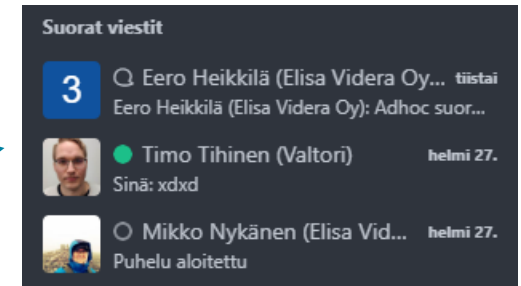 Suorat viestit
3
Eero Heikkilä (Elisa Videra Oy... tiistai
Eero Heikkilä (Elisa Videra Oy): Adhoc suor...
Timo Tihinen (Valtori) helmi 27.
Sinä: xdxd
Mikko Nykänen (Elisa Vid... helmi 27.
Puhelu aloitettu